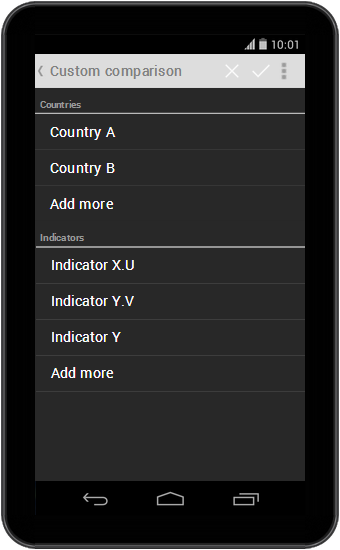 10:01
Custom comparison
Countries
Country A
Country B
Add more
Indicators
Indicator X.U
Indicator Y.V
Indicator Y
Add more